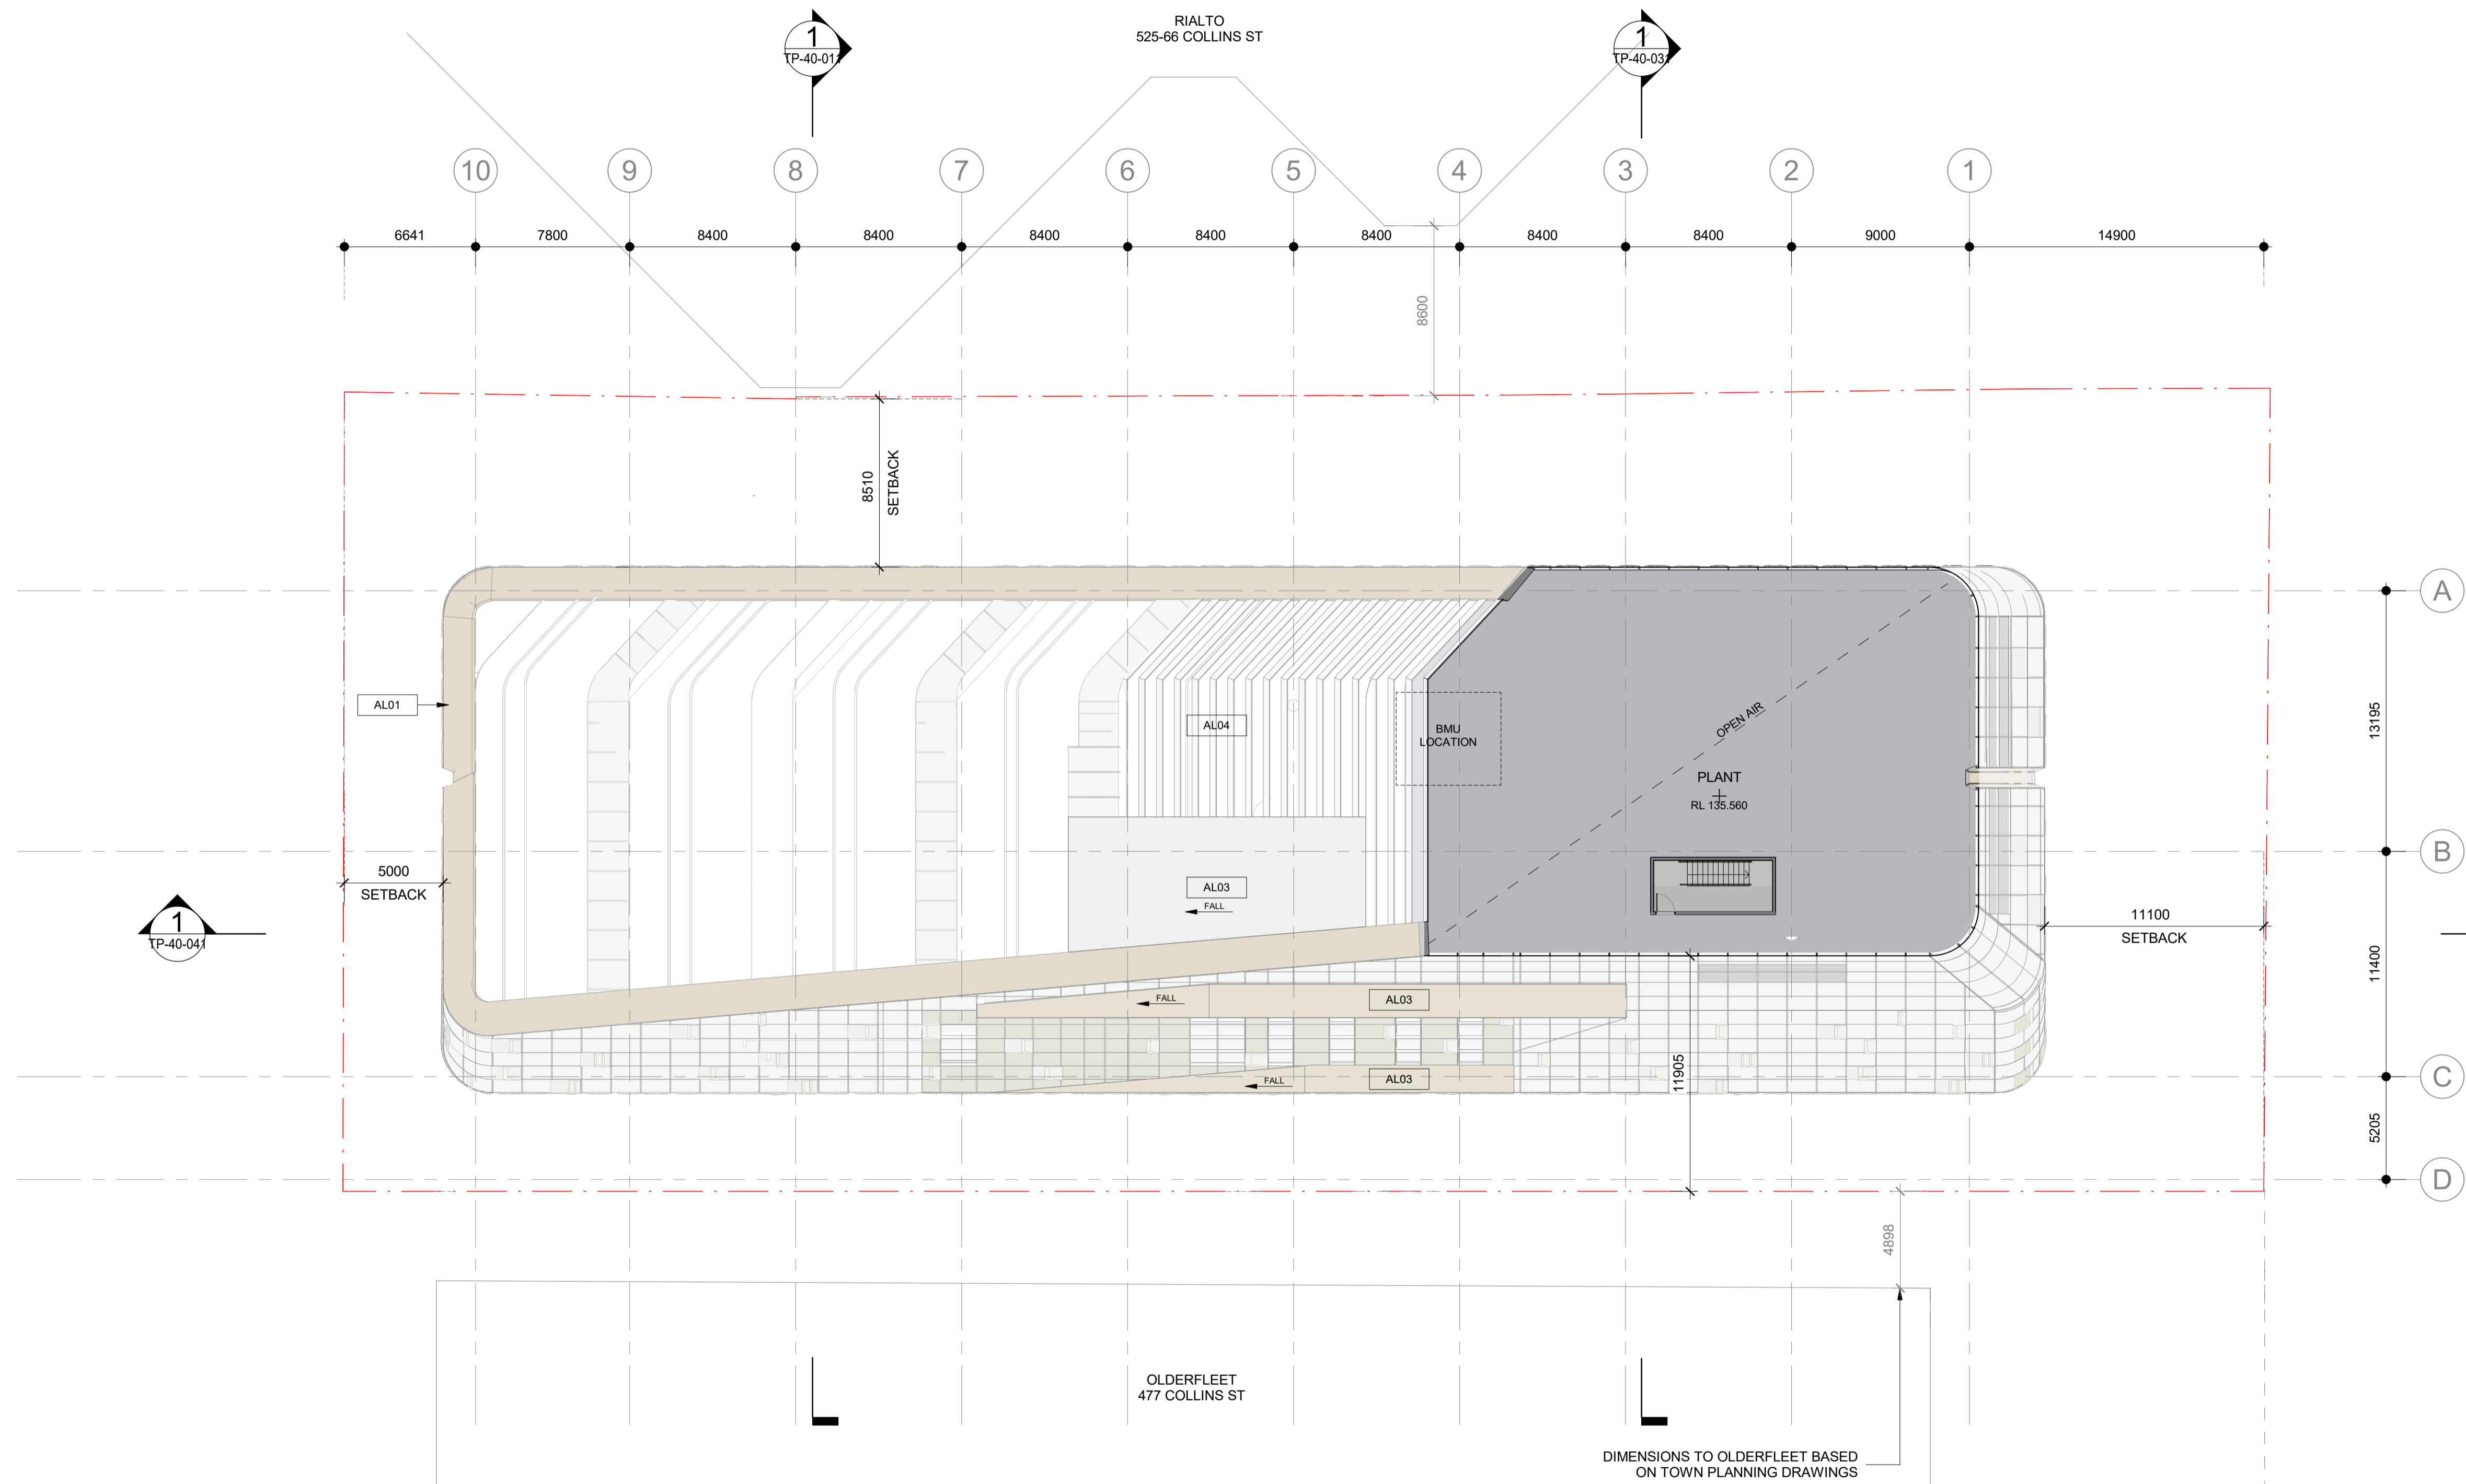 RIALTO
525-66 COLLINS ST
1
TP-40-011
1
TP-40-031
10
9
8
7
6
5
4
3
2
1
6641
7800
8400
8400
8400
8400
8400
8400
8400
9000
14900
8600
8510
SETBACK
A
AL01
AL04
BMU
LOCATION
OPEN AIR
PLANT
RL 135.560
13195
B
5000
SETBACK
AL03
FALL
1
TP-40-041
11100
SETBACK
11400
FALL
AL03
FALL
AL03
11905
C
5205
D
4898
OLDERFLEET
477 COLLINS ST
DIMENSIONS TO OLDERFLEET BASED
ON TOWN PLANNING DRAWINGS